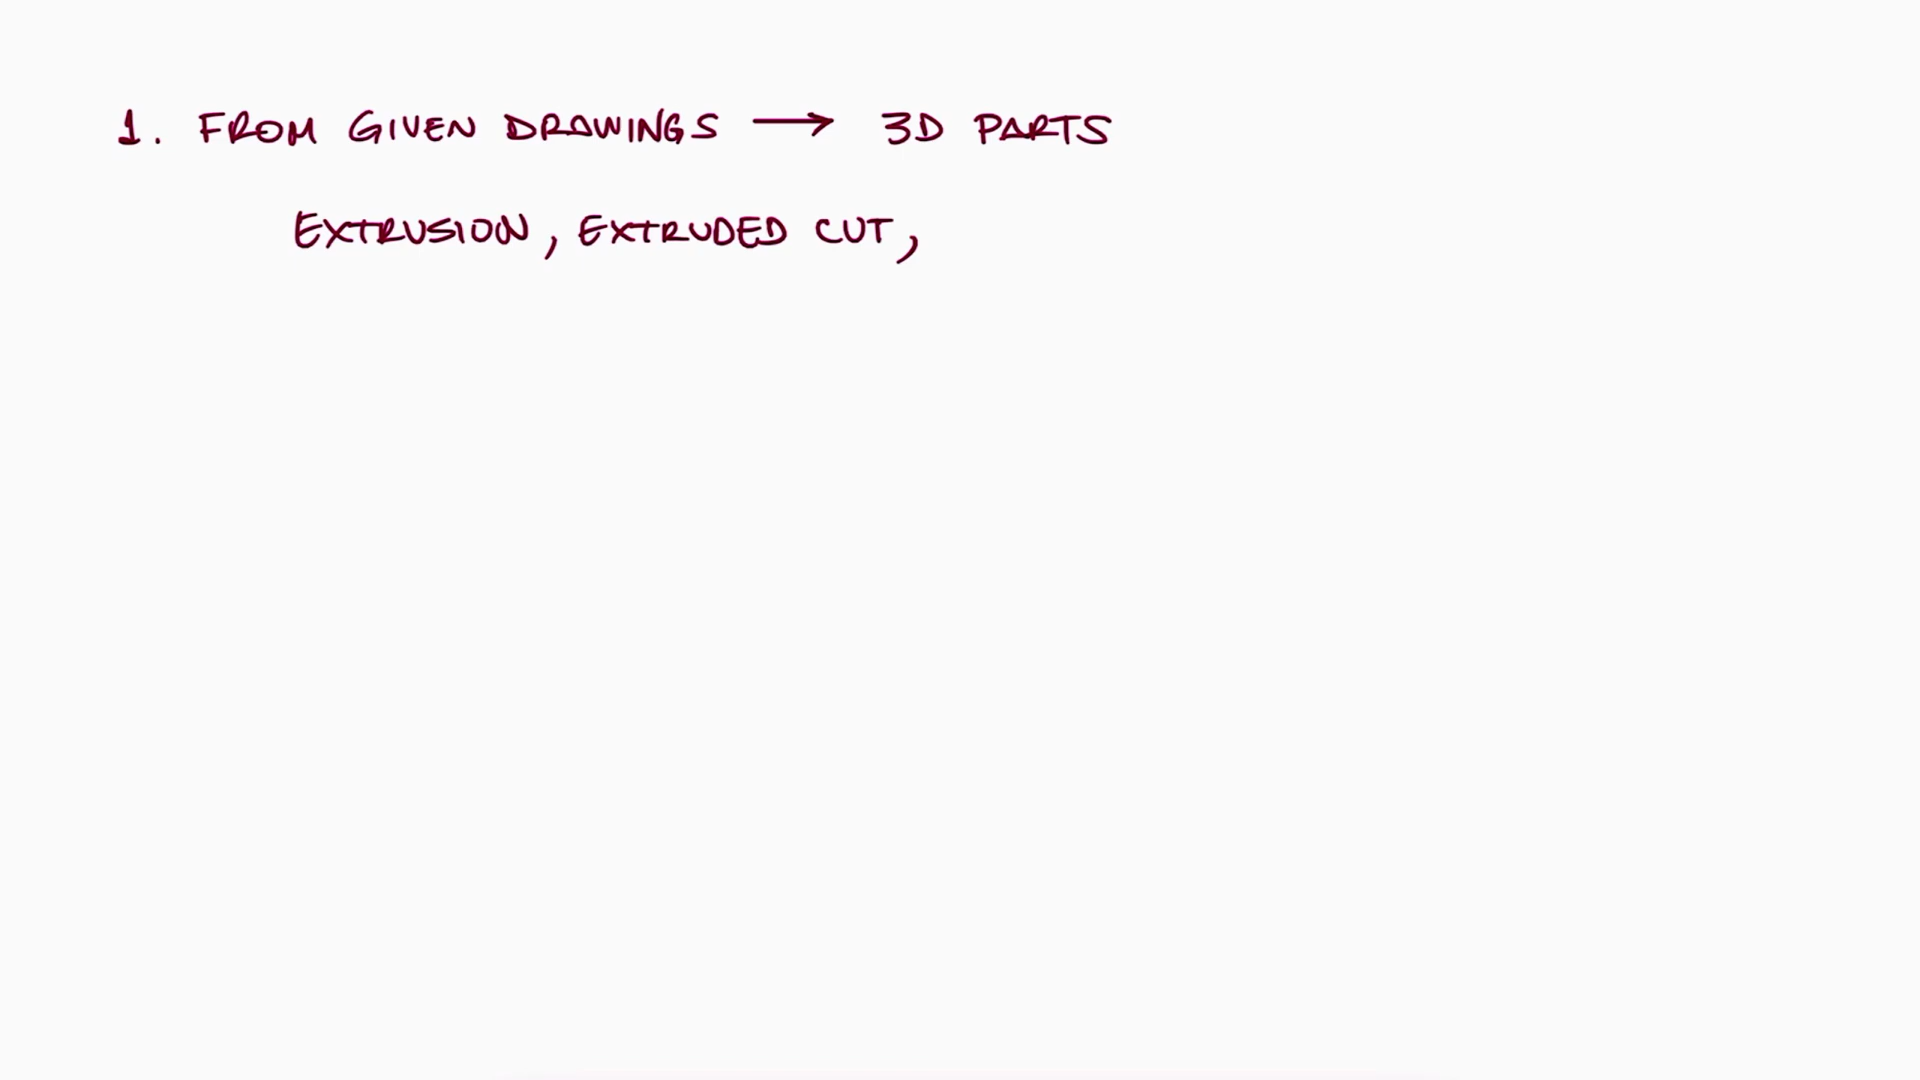 1. FROM GIVEN DRAWINGS → 3D PARTS
EXTRUSION, EXTRUDED CUT,